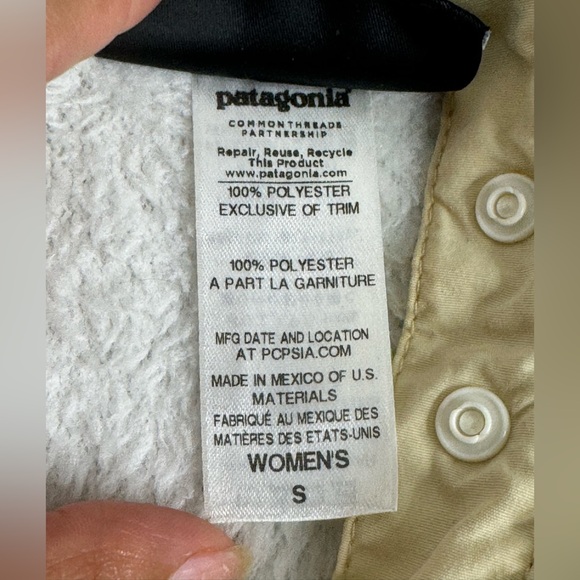 patagonia
COMMONTHREADS
PARTNERSHIP
Repair, Reuse, Recycle
This Product
www.patagonia.com
100% POLYESTER
EXCLUSIVE OF TRIM
100% POLYESTER
A PART LA GARNITURE
MFG DATE AND LOCATION
AT PCPSIA.COM
MADE IN MEXICO OF U.S.
MATERIALS
FABRIQUÉ AU MEXIQUE DES
MATIÈRES DES ETATS-UNIS
WOMEN'S
S